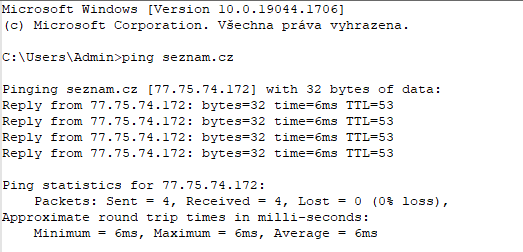 Microsoft Windows [Version 10.0.19044.1706]
(c) Microsoft Corporation. Všechna práva vyhrazena.
C:\Users\Admin>ping seznam.cz
Pinging seznam.cz [77.75.74.172] with 32 bytes of data:
Reply from 77.75.74.172: bytes=32 time=6ms TTL=53
Reply from 77.75.74.172: bytes=32 time=6ms TTL=53
Reply from 77.75.74.172: bytes=32 time=6ms TTL=53
Reply from 77.75.74.172: bytes=32 time=6ms TTL=53
Ping statistics for 77.75.74.172:
    Packets: Sent = 4, Received = 4, Lost = 0 (0% loss),
Approximate round trip times in milli-seconds:
    Minimum = 6ms, Maximum = 6ms, Average = 6ms